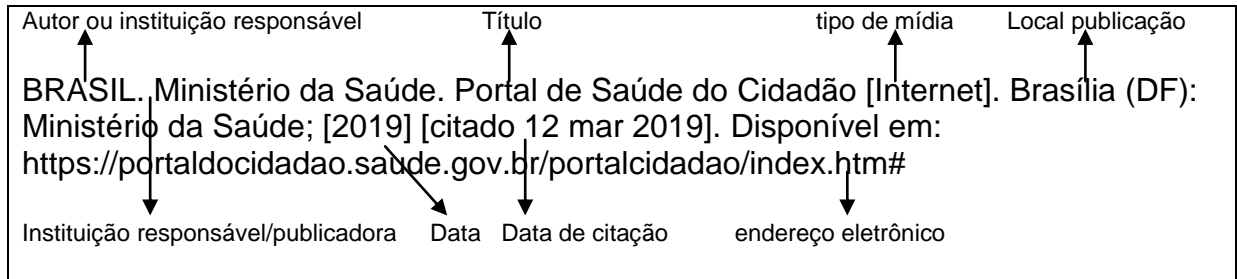 Autor ou instituição responsável Título tipo de mídia Local publicação
BRASIL. Ministério da Saúde. Portal de Saúde do Cidadão [Internet]. Brasília (DF):
Ministério da Saúde; [2019] [citado 12 mar 2019]. Disponível em:
https://portaldocidadao.saude.gov.br/portalcidadao/index.htm#
Instituição responsável/publicadora Data Data de citação endereço eletrônico